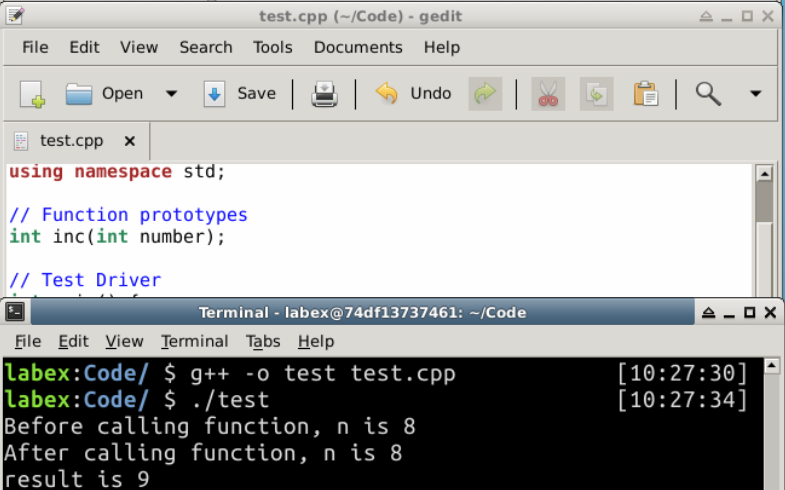 test.cpp (~/Code) - gedit
File Edit View Search Tools Documents Help
Open Save Undo
test.cpp
using namespace std;
// Function prototypes
int inc(int number);
// Test Driver
Terminal - labex@74df13737461: ~/Code
File Edit View Terminal Tabs Help
labex:Code/ $ g++ -o test test.cpp [10:27:30]
labex:Code/ $ ./test [10:27:34]
Before calling function, n is 8
After calling function, n is 8
result is 9